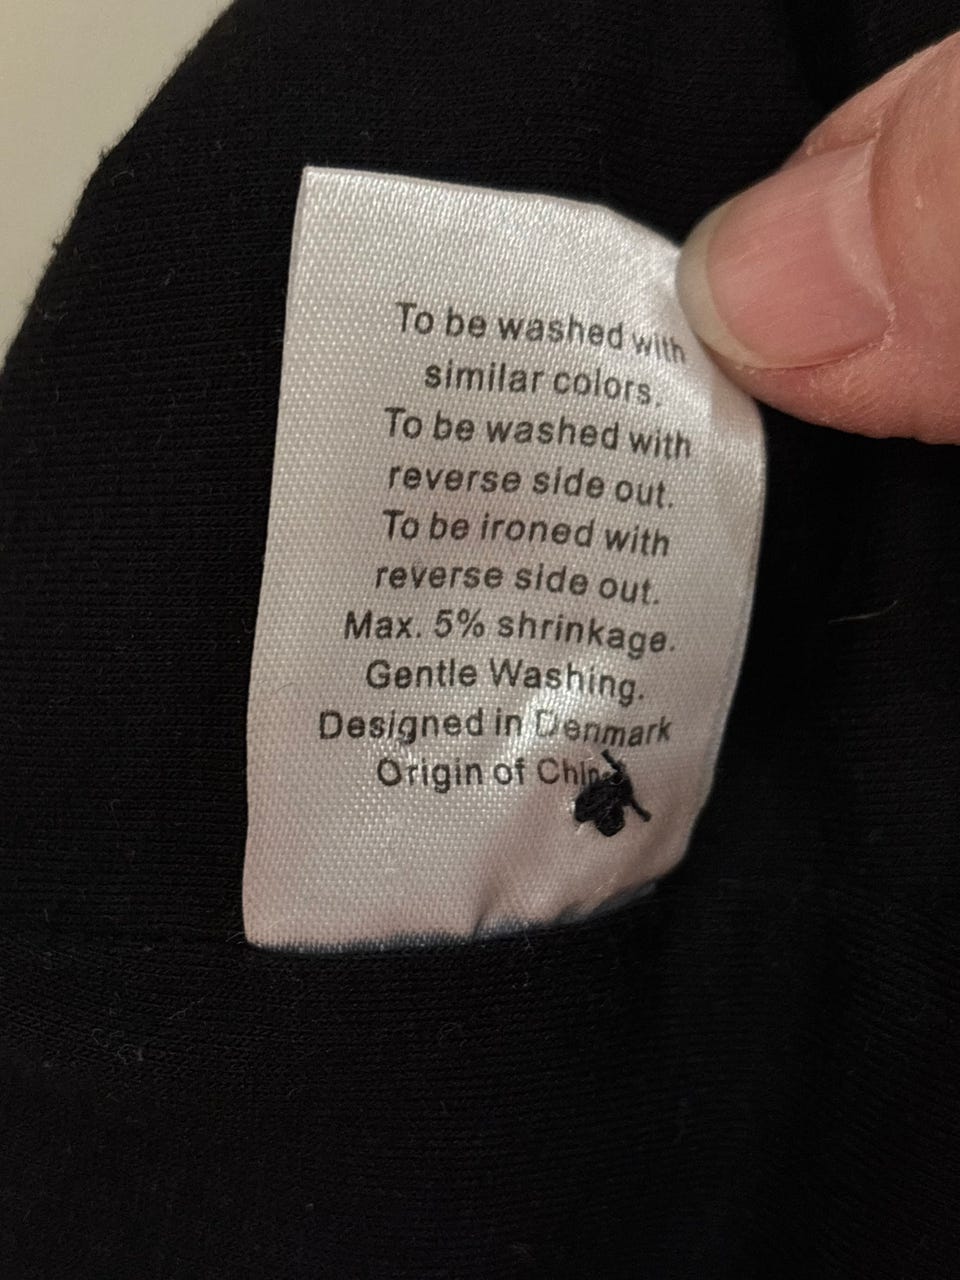 To be washed with
similar colors.
To be washed with
reverse side out.
To be ironed with
reverse side out.
Max. 5% shrinkage.
Gentle Washing.
Designed in Denmark
Origin of